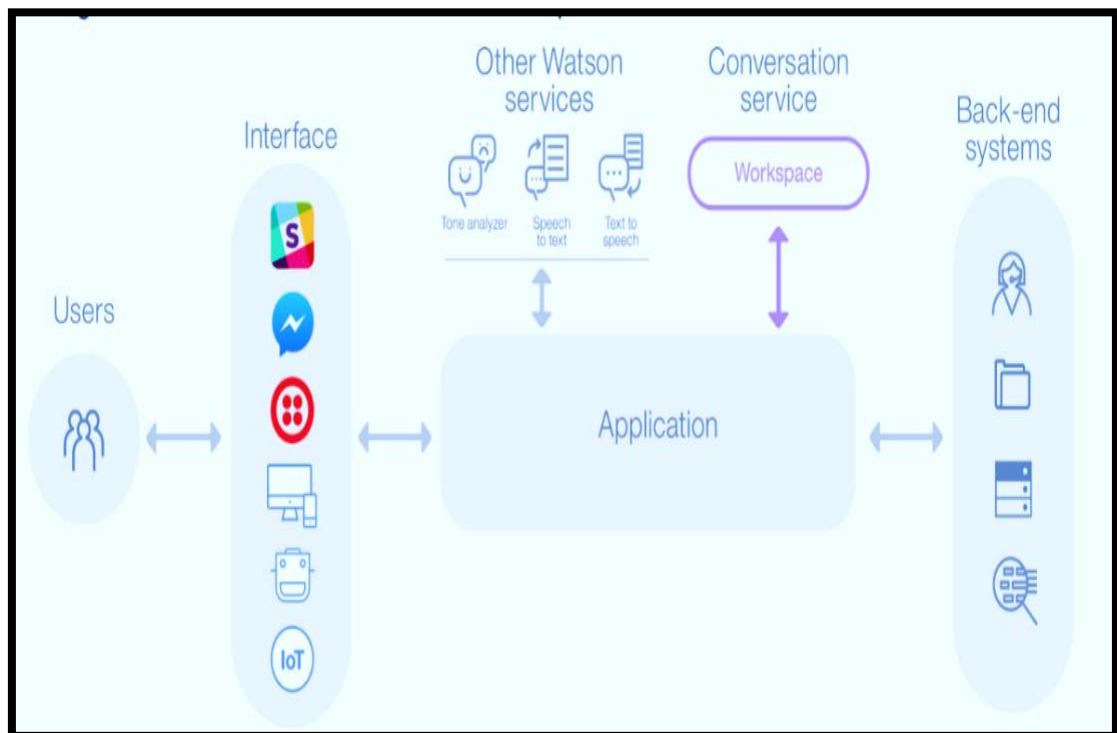 Other Watson
services
Conversation
service
Back-end
systems
Interface
Workspace
Tone analyzer
Speech
to text
Text to
speech
S
Users
Application
IoT